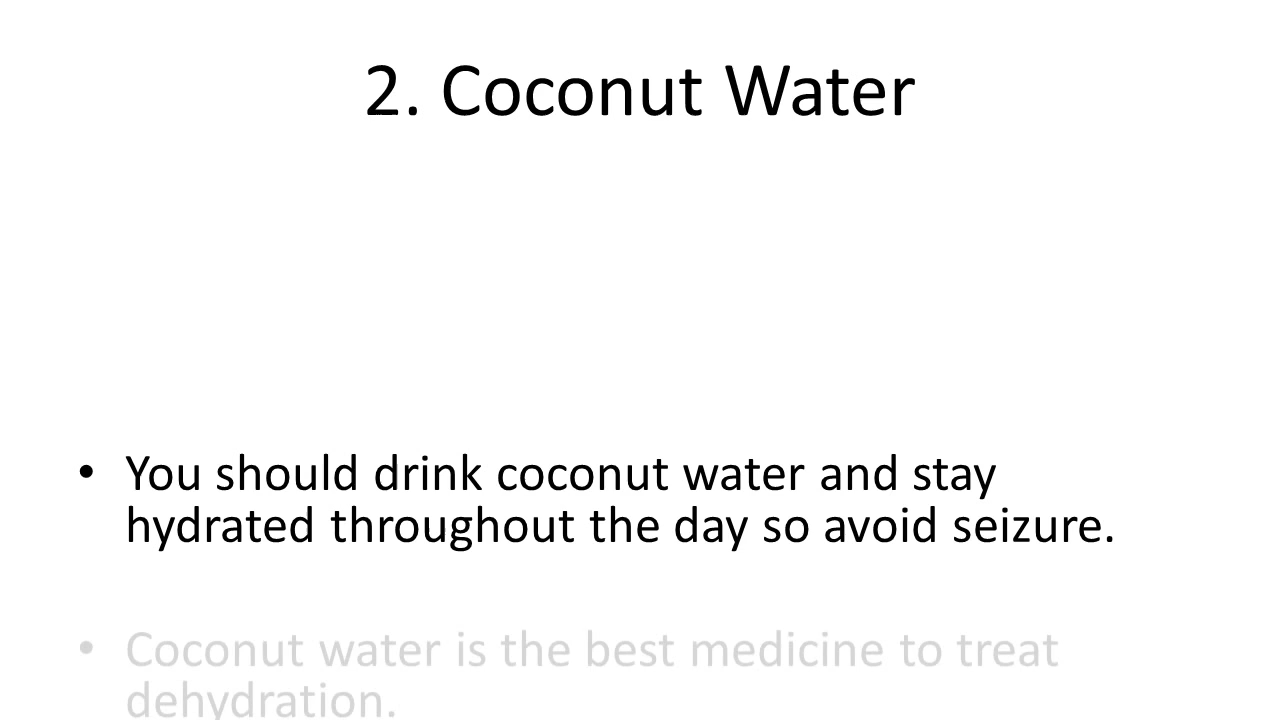 2. Coconut Water
• You should drink coconut water and stay
hydrated throughout the day so avoid seizure.
• Coconut water is the best medicine to treat
dehydration.